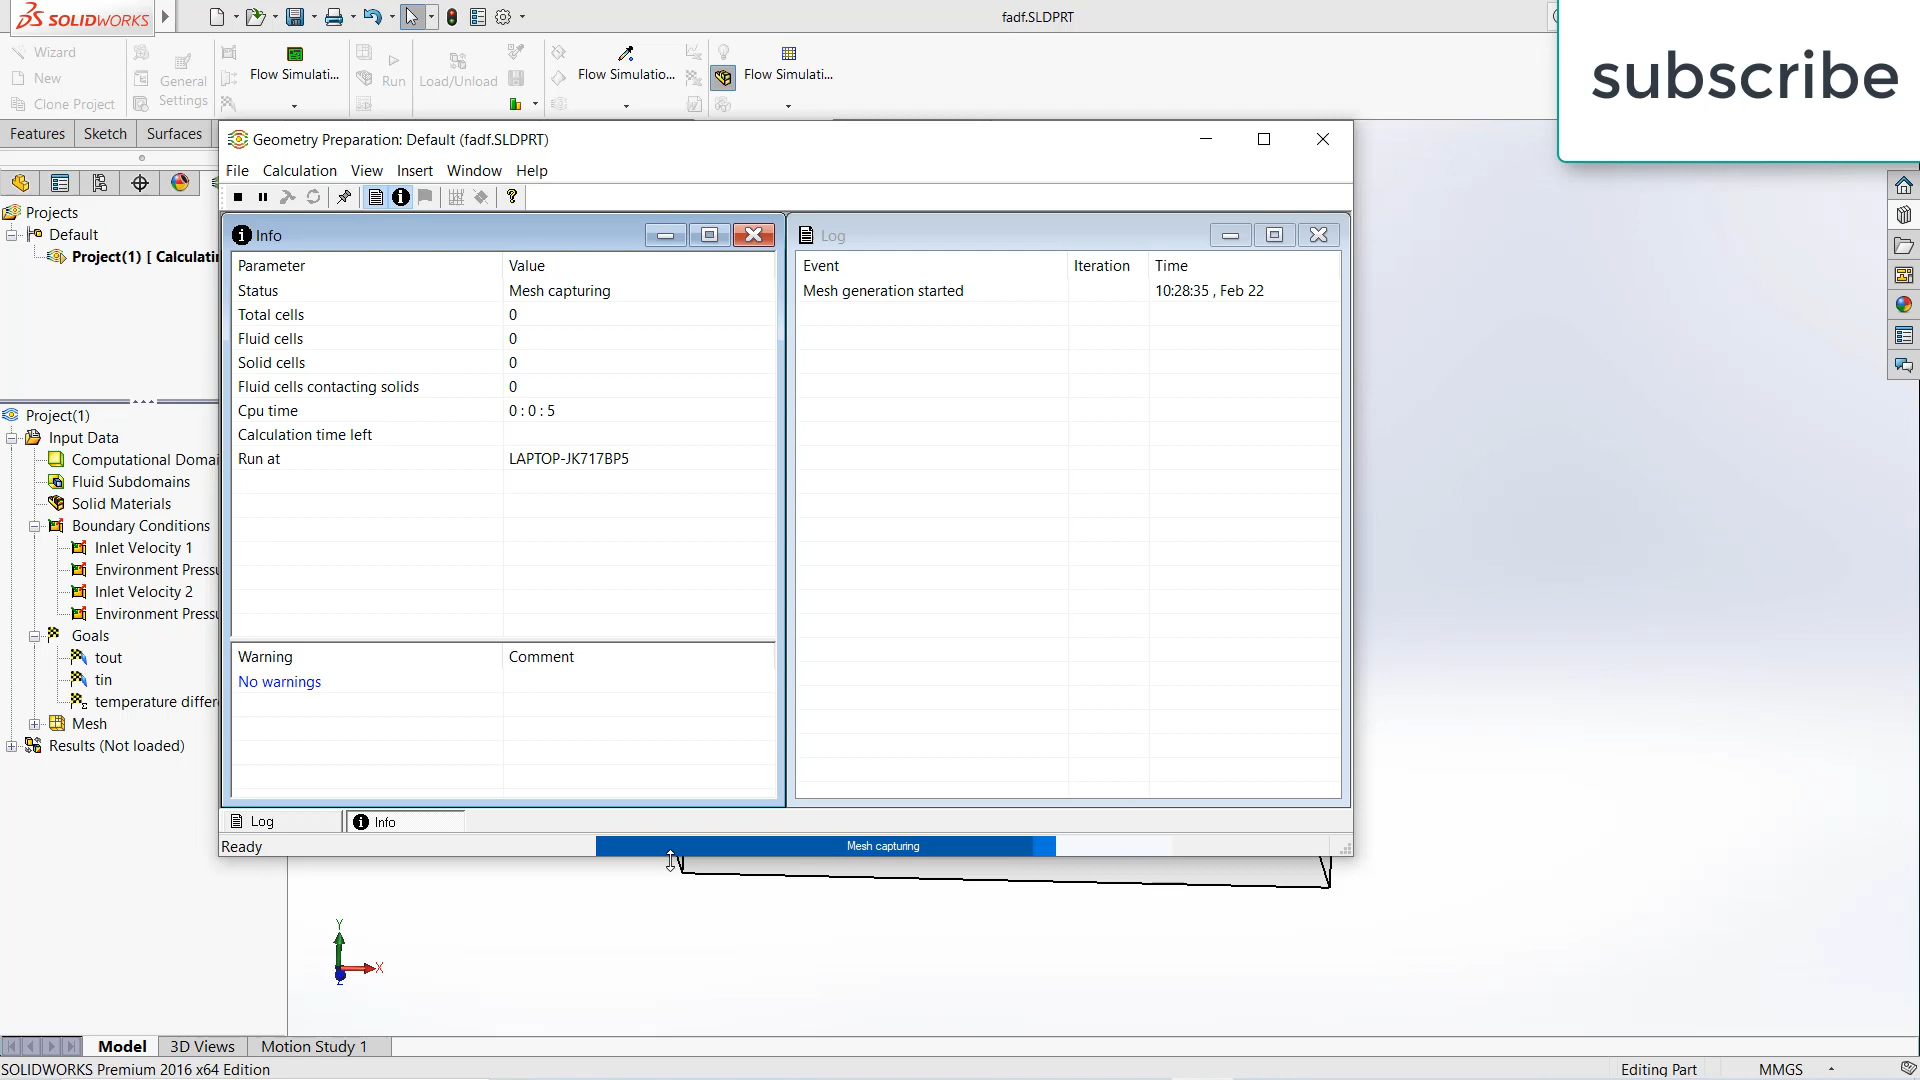 SOLIDWORKS
fadf.SLDPRT
subscribe
Wizard
New
Clone Project
General
Settings
Flow Simulati...
Run
Load/Unload
Flow Simulatio...
Flow Simulati...
Features
Sketch
Surfaces
Geometry Preparation: Default (fadf.SLDPRT)
File Calculation View Insert Window Help
Projects
Default
Project(1) [ Calculatin
Info
Parameter Value
Status Mesh capturing
Total cells 0
Fluid cells 0
Solid cells 0
Fluid cells contacting solids 0
Cpu time 0 : 0 : 5
Calculation time left
Run at LAPTOP-JK717BP5
Warning Comment
No warnings
Log
Event Iteration Time
Mesh generation started 10:28:35 , Feb 22
Project(1)
Input Data
Computational Domai
Fluid Subdomains
Solid Materials
Boundary Conditions
Inlet Velocity 1
Environment Pressu
Inlet Velocity 2
Environment Pressu
Goals
tout
tin
temperature differ
Mesh
Results (Not loaded)
Log Info
Ready Mesh capturing
Y
X
Z
Model 3D Views Motion Study 1
SOLIDWORKS Premium 2016 x64 Edition Editing Part MMGS